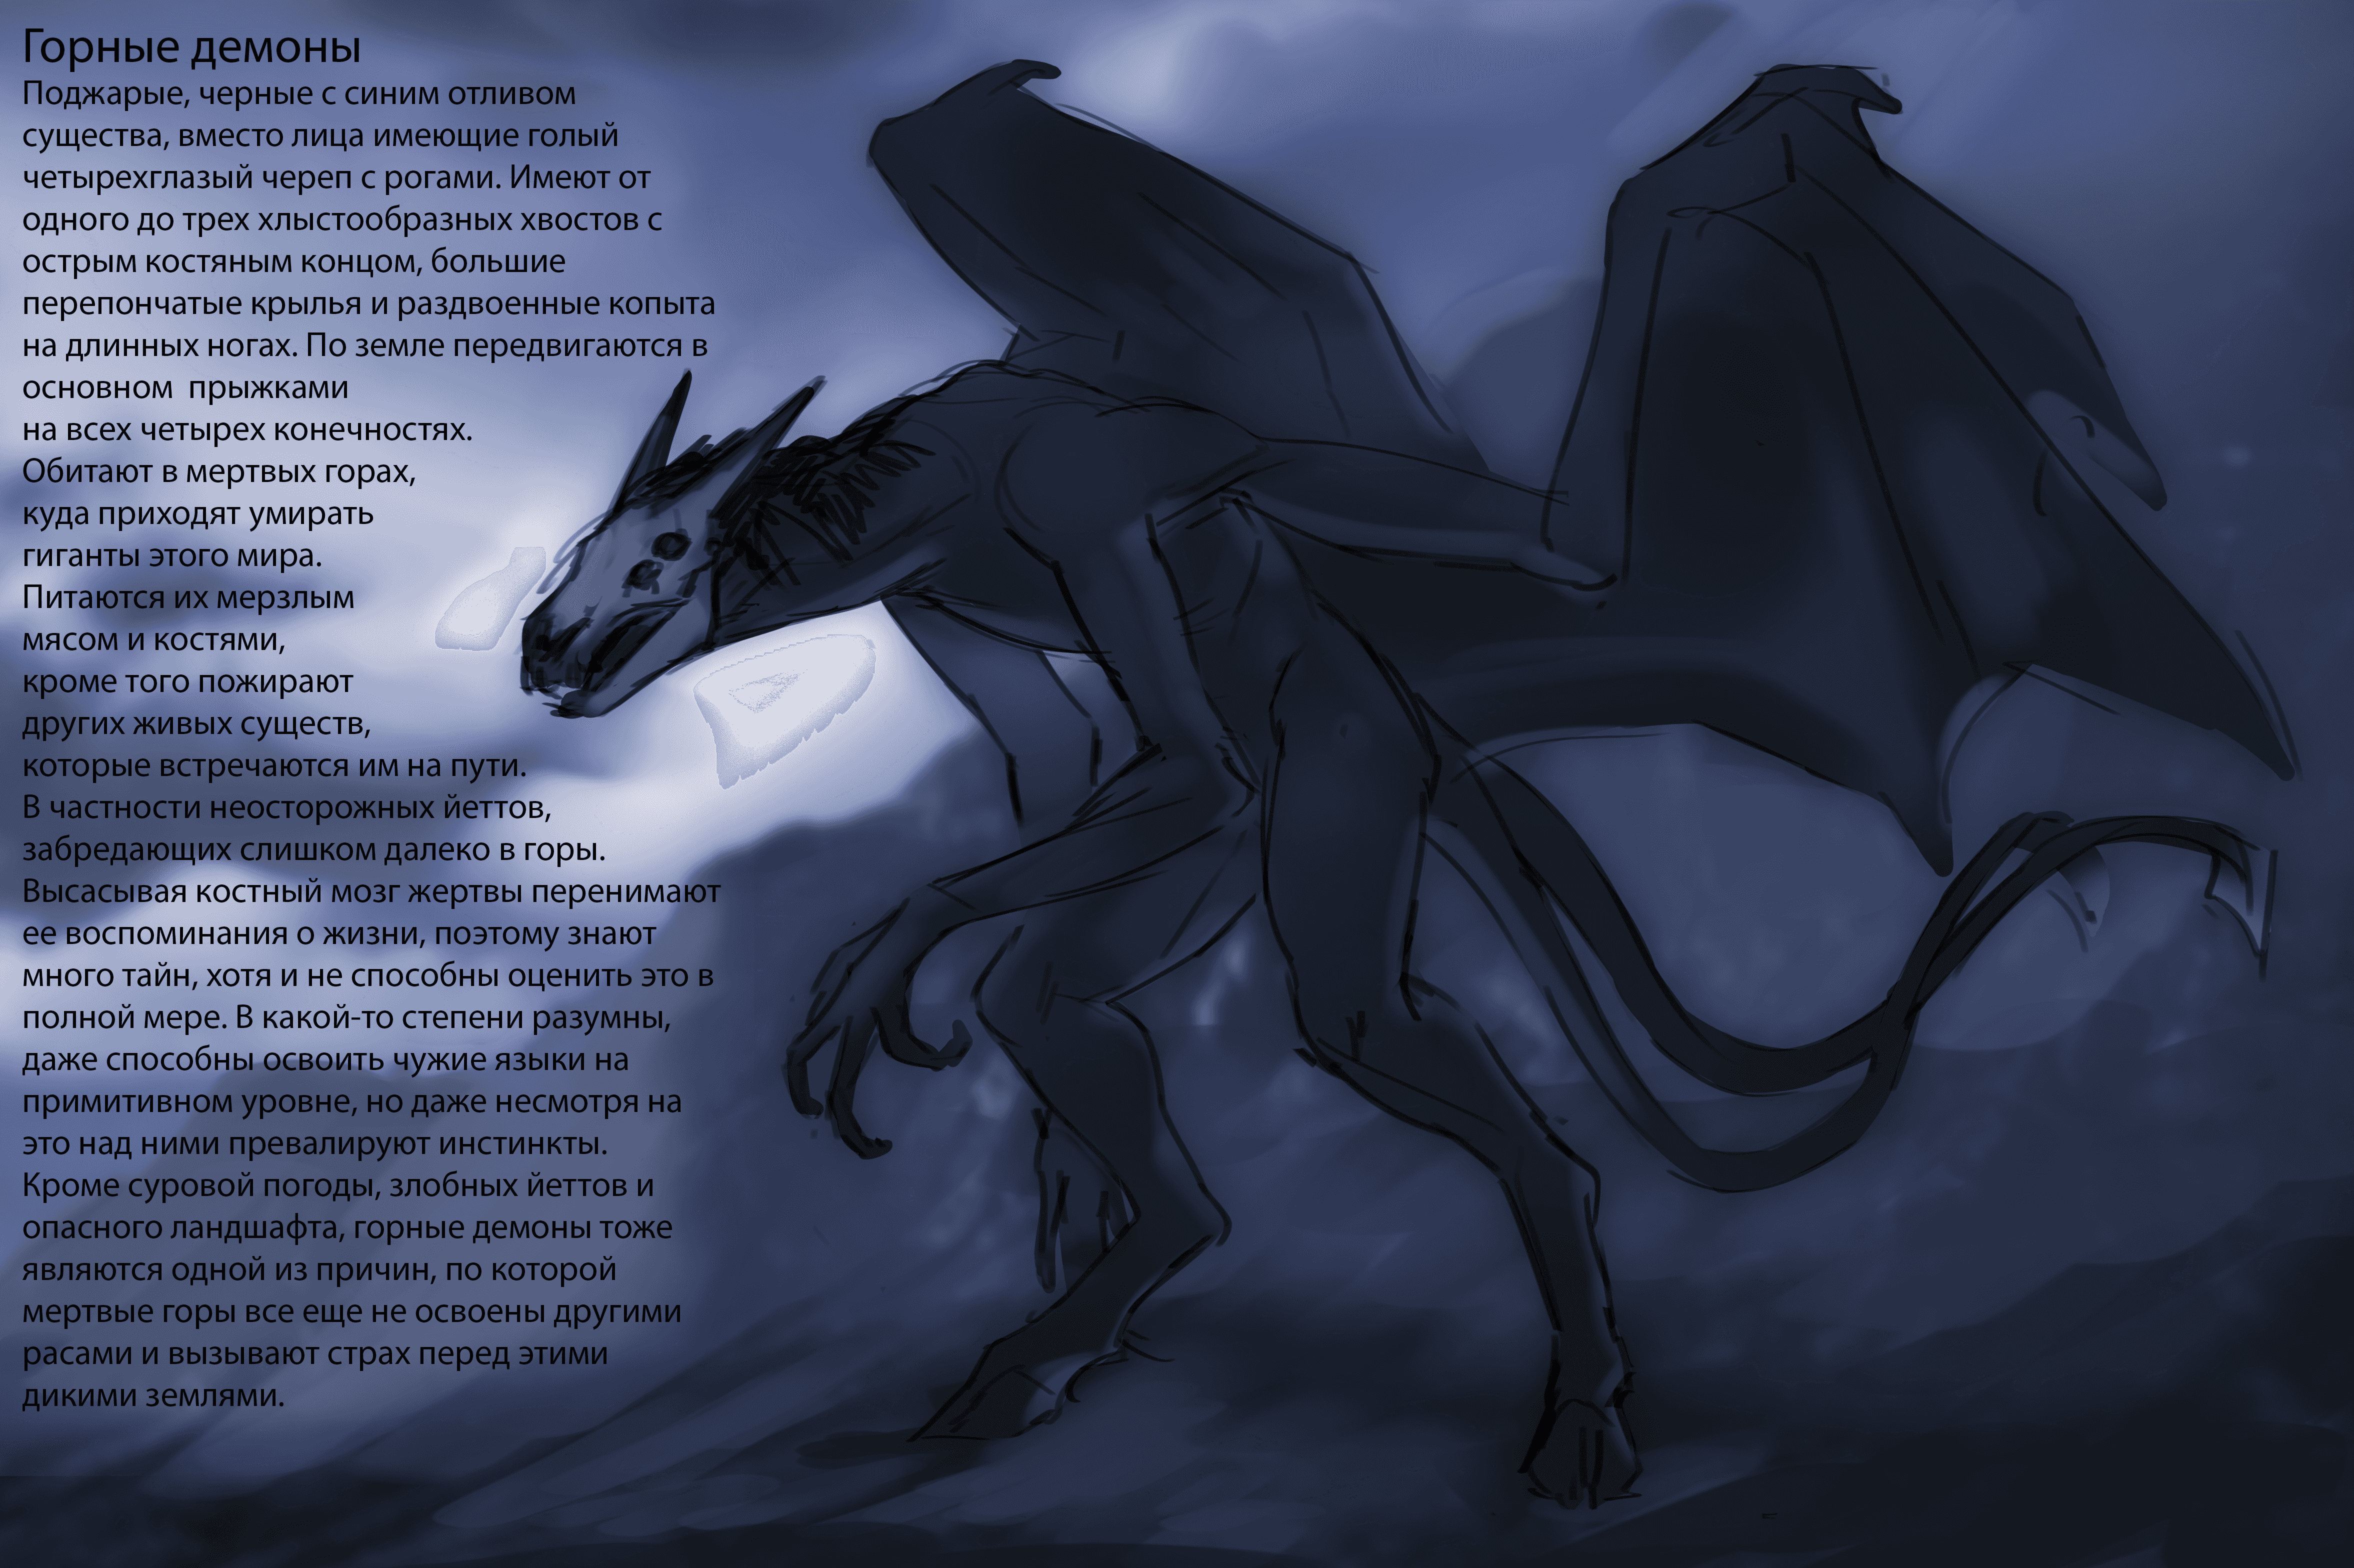 Горные демоны
Поджарые, черные с синим отливом
существа, вместо лица имеющие голый
четырехглазый череп с рогами. Имеют от
одного до трех хлыстообразных хвостов с
острым костяным концом, большие
перепончатые крылья и раздвоенные копыта
на длинных ногах. По земле передвигаются в
основном  прыжками
на всех четырех конечностях.
Обитают в мертвых горах,
куда приходят умирать
гиганты этого мира.
Питаются их мерзлым
мясом и костями,
кроме того пожирают
других живых существ,
которые встречаются им на пути.
В частности неосторожных йеттов,
забредающих слишком далеко в горы.
Высасывая костный мозг жертвы перенимают
ее воспоминания о жизни, поэтому знают
много тайн, хотя и не способны оценить это в
полной мере. В какой-то степени разумны,
даже способны освоить чужие языки на
примитивном уровне, но даже несмотря на
это над ними превалируют инстинкты.
Кроме суровой погоды, злобных йеттов и
опасного ландшафта, горные демоны тоже
являются одной из причин, по которой
мертвые горы все еще не освоены другими
расами и вызывают страх перед этими
дикими землями.